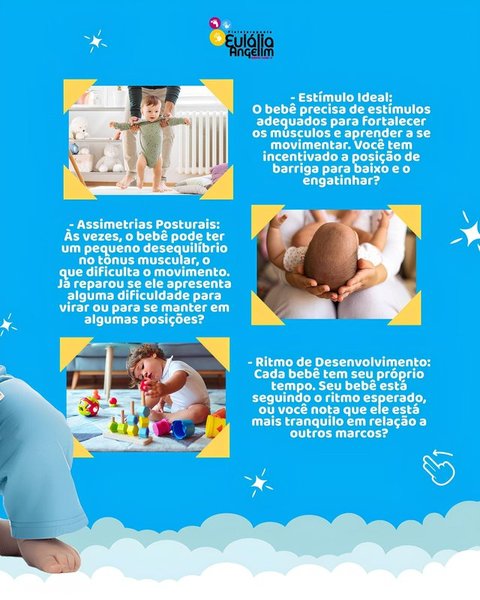 Fisioterapeuta
Eulália
Angelim
- Estímulo Ideal:
O bebê precisa de estímulos
adequados para fortalecer
os músculos e aprender a se
movimentar. Você tem
incentivado a posição de
barriga para baixo e o
engatinhar?
- Assimetrias Posturais:
Às vezes, o bebê pode ter
um pequeno desequilíbrio
no tônus muscular, o
que dificulta o movimento.
Já reparou se ele apresenta
alguma dificuldade para
virar ou para se manter em
algumas posições?
- Ritmo de Desenvolvimento:
Cada bebê tem seu próprio
tempo. Seu bebê está
seguindo o ritmo esperado,
ou você nota que ele está
mais tranquilo em relação a
outros marcos?